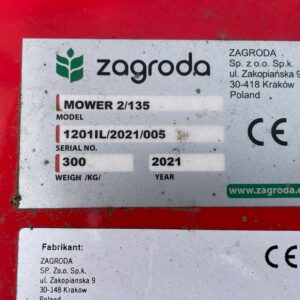 zagroda
ZAGRODA
Sp. z o.o. Sp.k.
ul. Zakopiańska 9
30-418 Kraków
Poland
MOWER 2/135
MODEL
1201IL/2021/005
SERIAL NO.
CE
300
2021
WEIGH /KG/
YEAR
www.zagroda.
Fabrikant:
ZAGRODA
SP. Zo.o. Sp.k.
ul. Zakopiańska 9
30-148 Kraków
Poland
CE